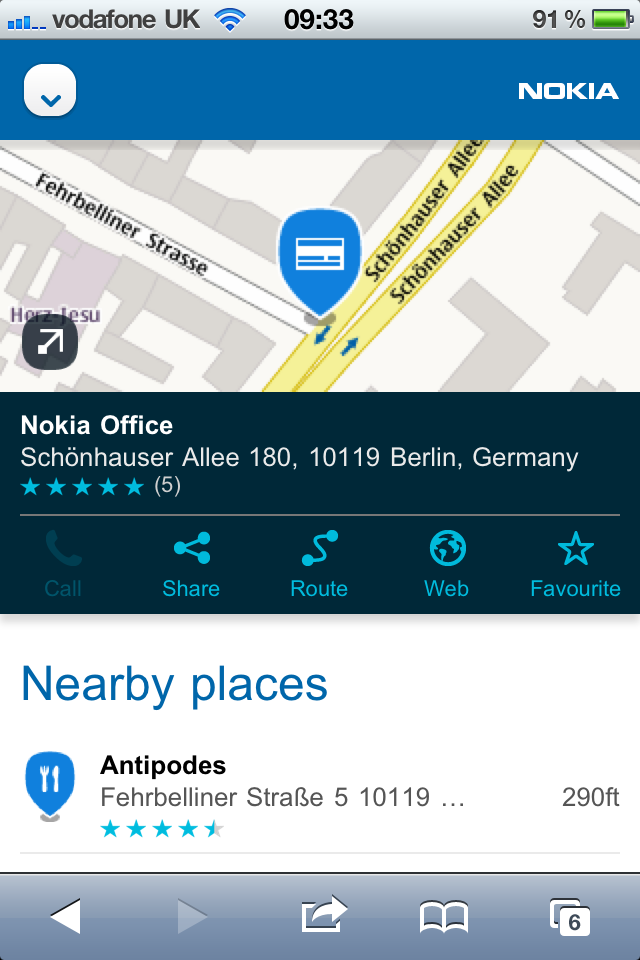 vodafone UK 09:33 91 %
NOKIA
Fehrbelliner Strasse
Schönhauser Allee
Schönhauser Allee
Herz-Jesu
Nokia Office
Schönhauser Allee 180, 10119 Berlin, Germany
(5)
Call Share Route Web Favourite
Nearby places
Antipodes
Fehrbelliner Straße 5 10119 … 290ft
6